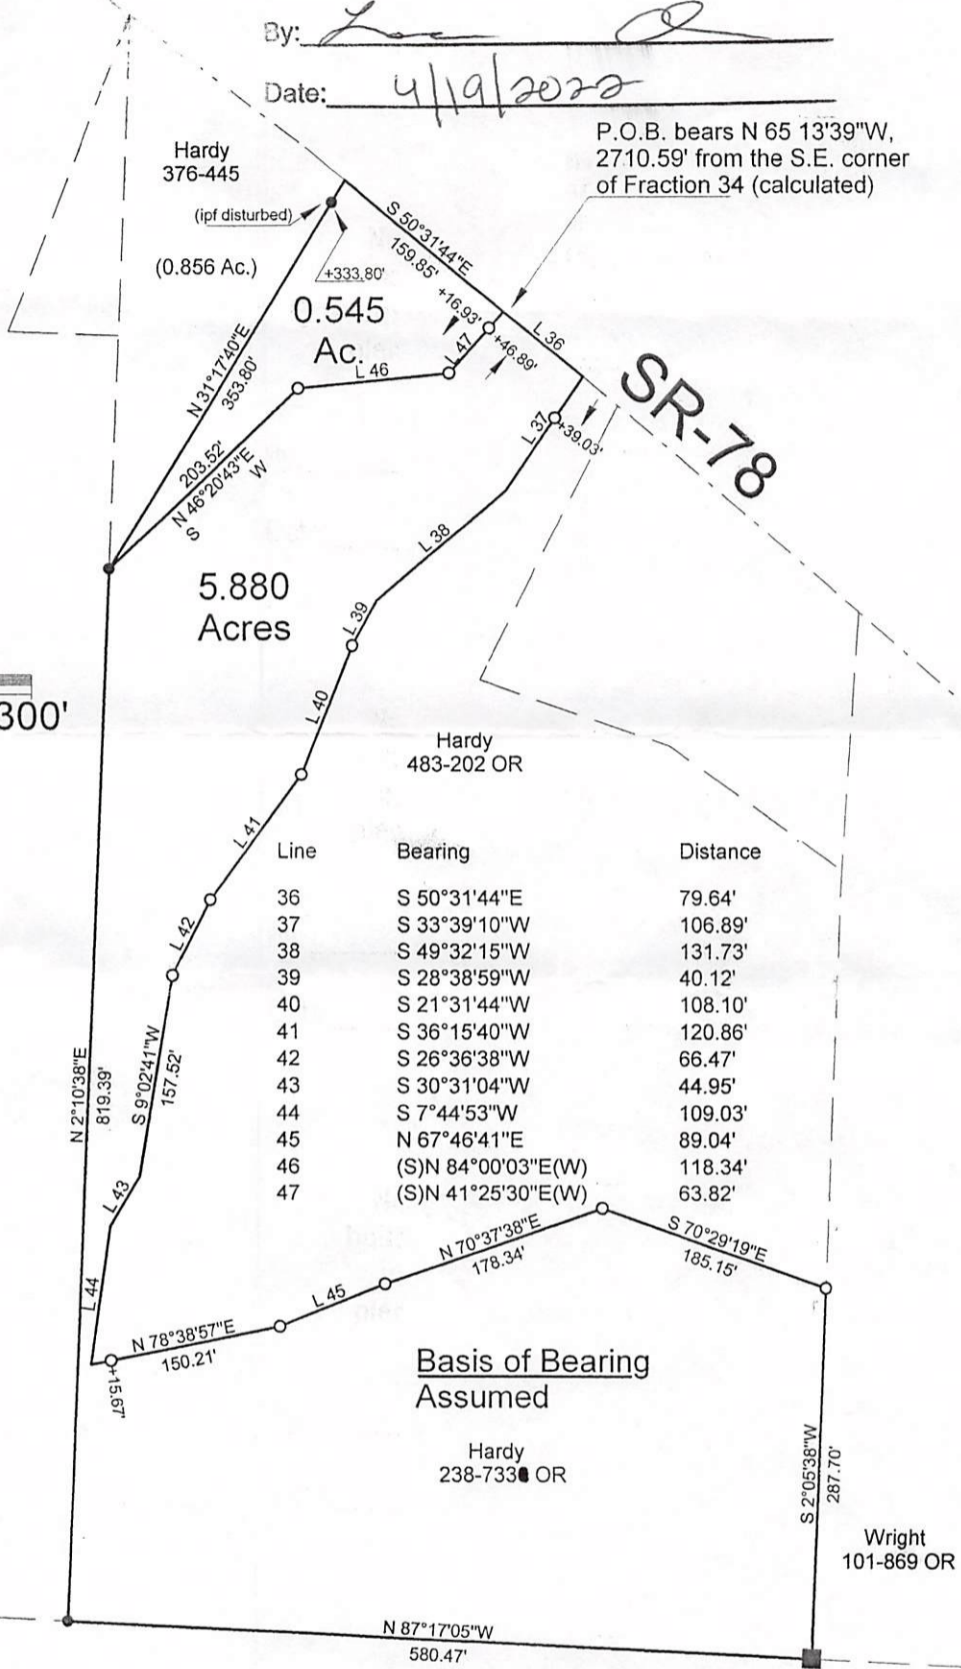 By:
Date: 4/19/2022
P.O.B. bears N 65 13'39"W,
2710.59' from the S.E. corner
of Fraction 34 (calculated)
Hardy
376-445
(ipf disturbed)
(0.856 Ac.)
+333.80'
S 50°31'44"E
159.85'
0.545
Ac.
+16.93'
+46.89'
L 36
L 47
L 46
SR-78
N 31°17'40"E
353.80'
L 37
+39.03'
203.52'
N 46°20'43"E
S W
L 38
5.880
Acres
L 39
300'
L 40
Hardy
483-202 OR
L 41
Line Bearing Distance
36 S 50°31'44"E 79.64'
37 S 33°39'10"W 106.89'
38 S 49°32'15"W 131.73'
39 S 28°38'59"W 40.12'
40 S 21°31'44"W 108.10'
41 S 36°15'40"W 120.86'
42 S 26°36'38"W 66.47'
43 S 30°31'04"W 44.95'
44 S 7°44'53"W 109.03'
45 N 67°46'41"E 89.04'
46 (S)N 84°00'03"E(W) 118.34'
47 (S)N 41°25'30"E(W) 63.82'
L 42
N 2°10'38"E
819.39'
S 9°02'41"W
157.52'
L 43
L 44
N 70°37'38"E
178.34'
S 70°29'19"E
185.15'
L 45
N 78°38'57"E
150.21'
+15.67'
Basis of Bearing
Assumed
Hardy
238-733 OR
S 2°05'38"W
287.70'
Wright
101-869 OR
N 87°17'05"W
580.47'